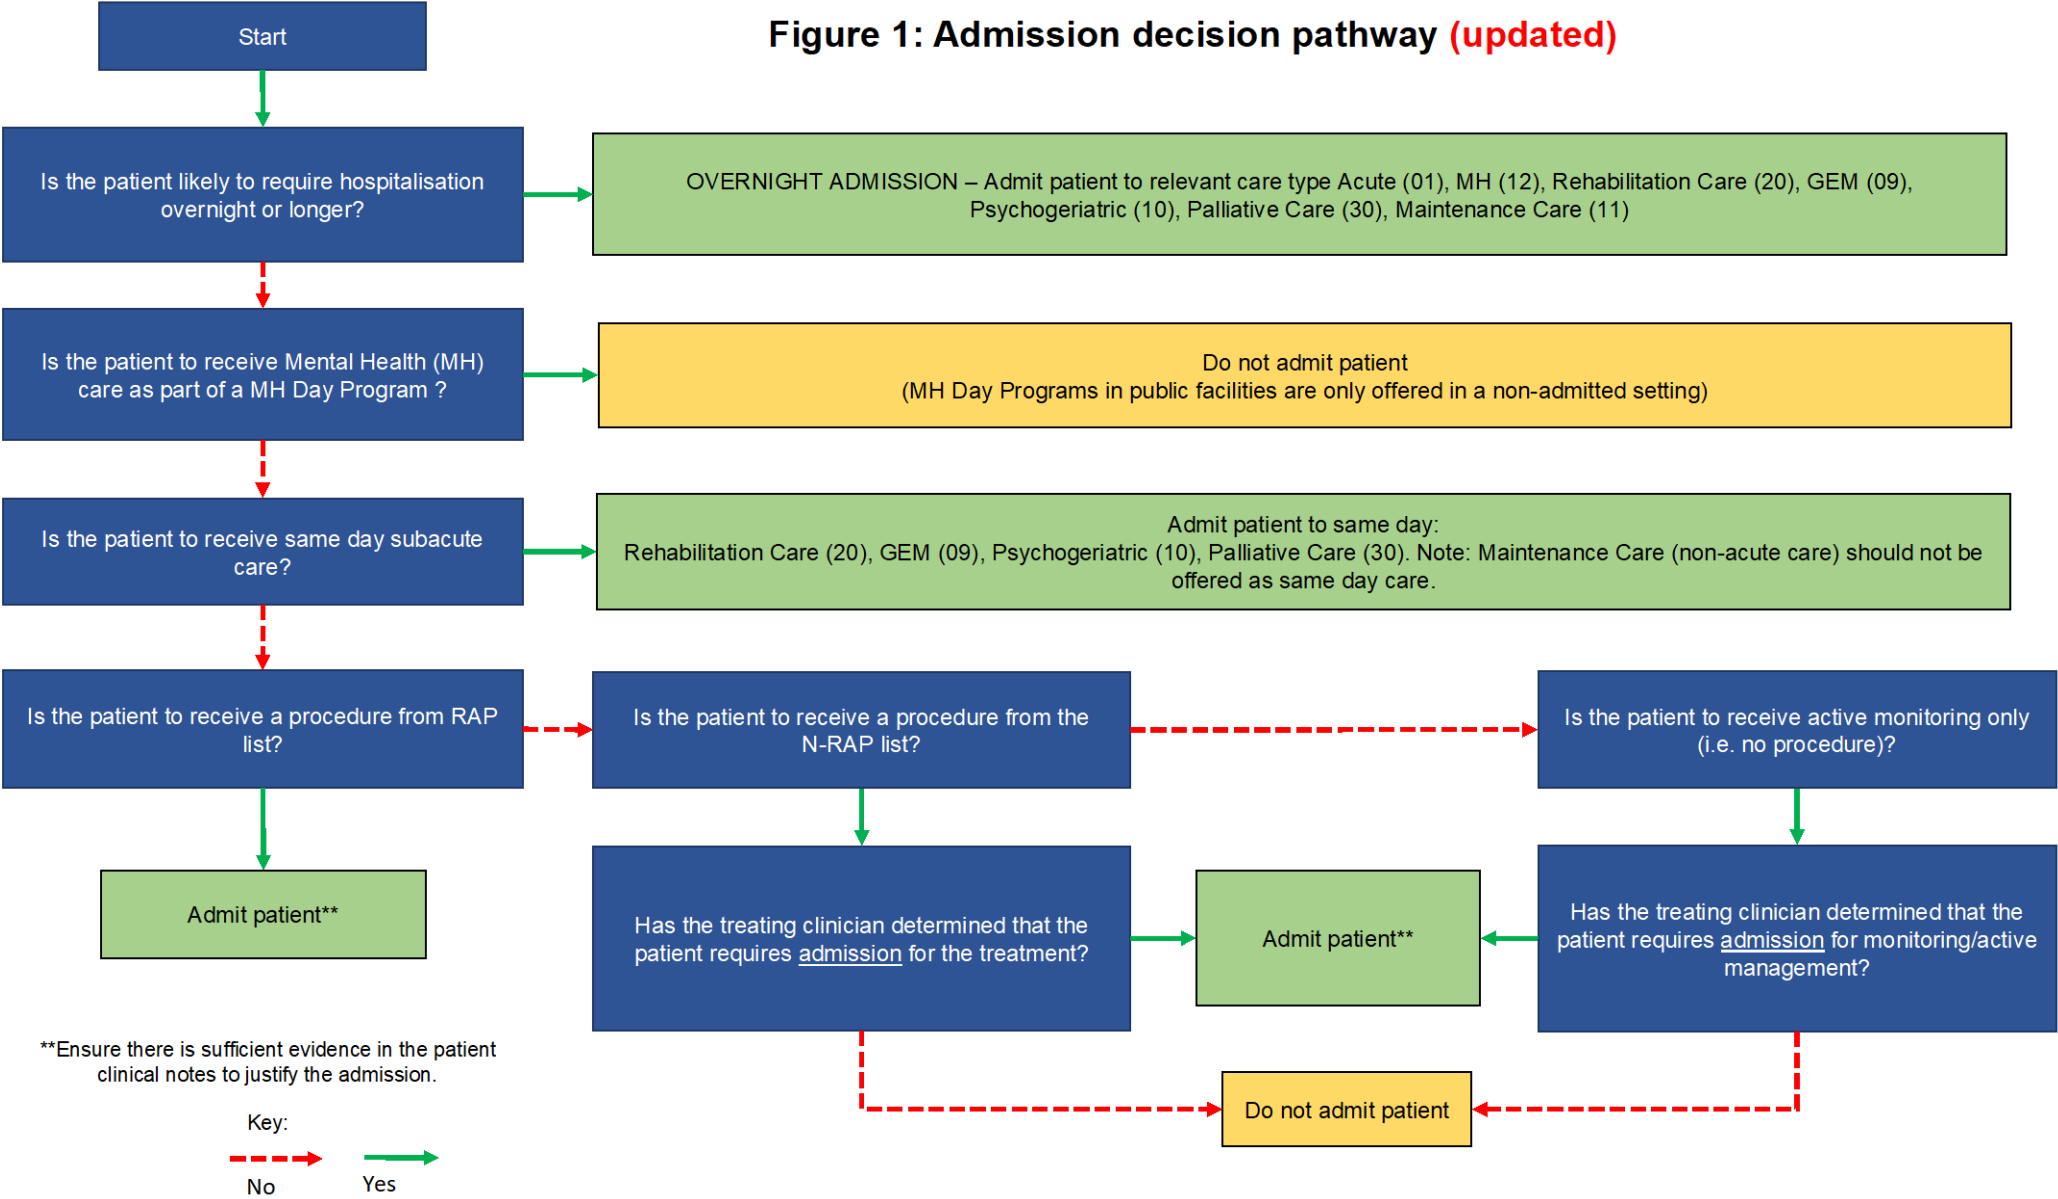 Start
Figure 1: Admission decision pathway (updated)
Is the patient likely to require hospitalisation
overnight or longer?
OVERNIGHT ADMISSION – Admit patient to relevant care type Acute (01), MH (12), Rehabilitation Care (20), GEM (09),
Psychogeriatric (10), Palliative Care (30), Maintenance Care (11)
Is the patient to receive Mental Health (MH)
care as part of a MH Day Program ?
Do not admit patient
(MH Day Programs in public facilities are only offered in a non-admitted setting)
Is the patient to receive same day subacute
care?
Admit patient to same day:
Rehabilitation Care (20), GEM (09), Psychogeriatric (10), Palliative Care (30). Note: Maintenance Care (non-acute care) should not be
offered as same day care.
Is the patient to receive a procedure from RAP
list?
Is the patient to receive a procedure from the
N-RAP list?
Is the patient to receive active monitoring only
(i.e. no procedure)?
Admit patient**
Has the treating clinician determined that the
patient requires admission for the treatment?
Admit patient**
Has the treating clinician determined that the
patient requires admission for monitoring/active
management?
**Ensure there is sufficient evidence in the patient
clinical notes to justify the admission.
Do not admit patient
Key:
No
Yes